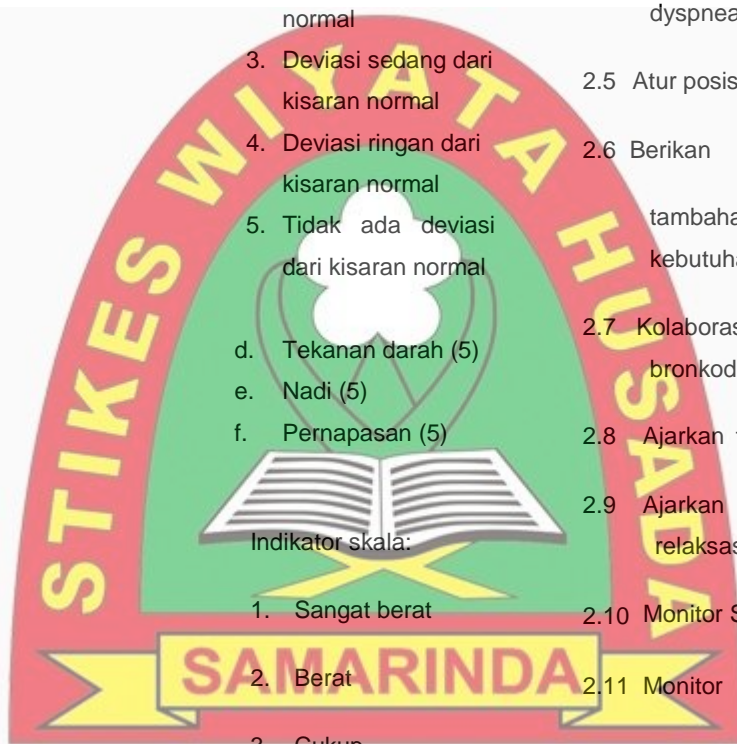 normal
3. Deviasi sedang dari
kisaran normal
4. Deviasi ringan dari
kisaran normal
5. Tidak ada deviasi
dari kisaran normal
d. Tekanan darah (5)
e. Nadi (5)
f. Pernapasan (5)
Indikator skala:
1. Sangat berat
2. Berat
3. Cukup
dyspnea
2.5 Atur posis
2.6 Berikan
tambaha
kebutuha
2.7 Kolaboras
bronkod
2.8 Ajarkan
2.9 Ajarkan
relaksas
2.10 Monitor S
2.11 Monitor
STIKES WIYATA HUSADA
SAMARINDA